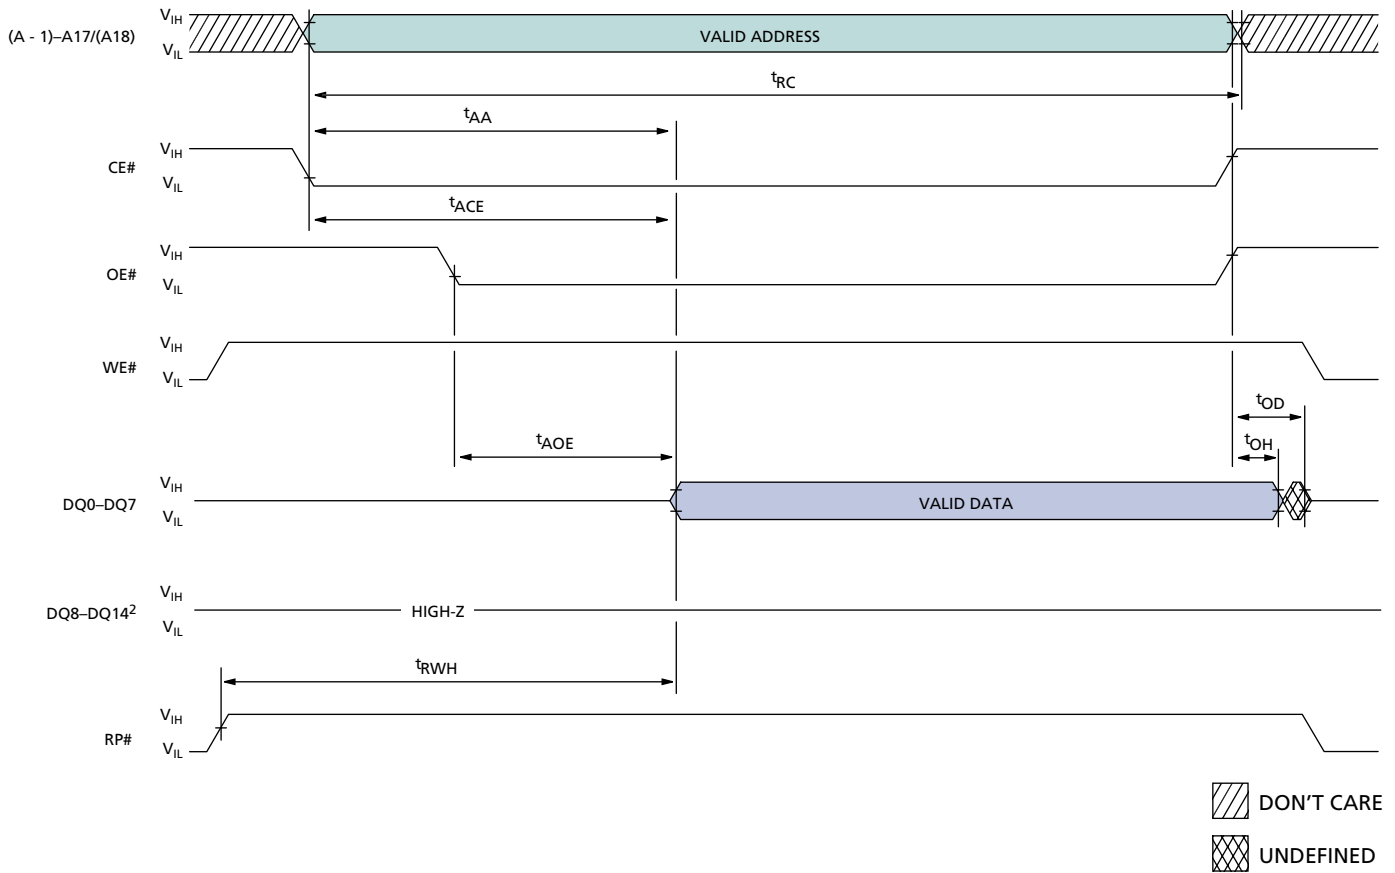 (A - 1)–A17/(A18)
VIH
VIL
VALID ADDRESS
tRC
tAA
CE#
VIH
VIL
tACE
OE#
VIH
VIL
WE#
VIH
VIL
tOD
tAOE
tOH
DQ0–DQ7
VIH
VIL
VALID DATA
DQ8–DQ14²
VIH
VIL
HIGH-Z
tRWH
RP#
VIH
VIL
DON'T CARE
UNDEFINED